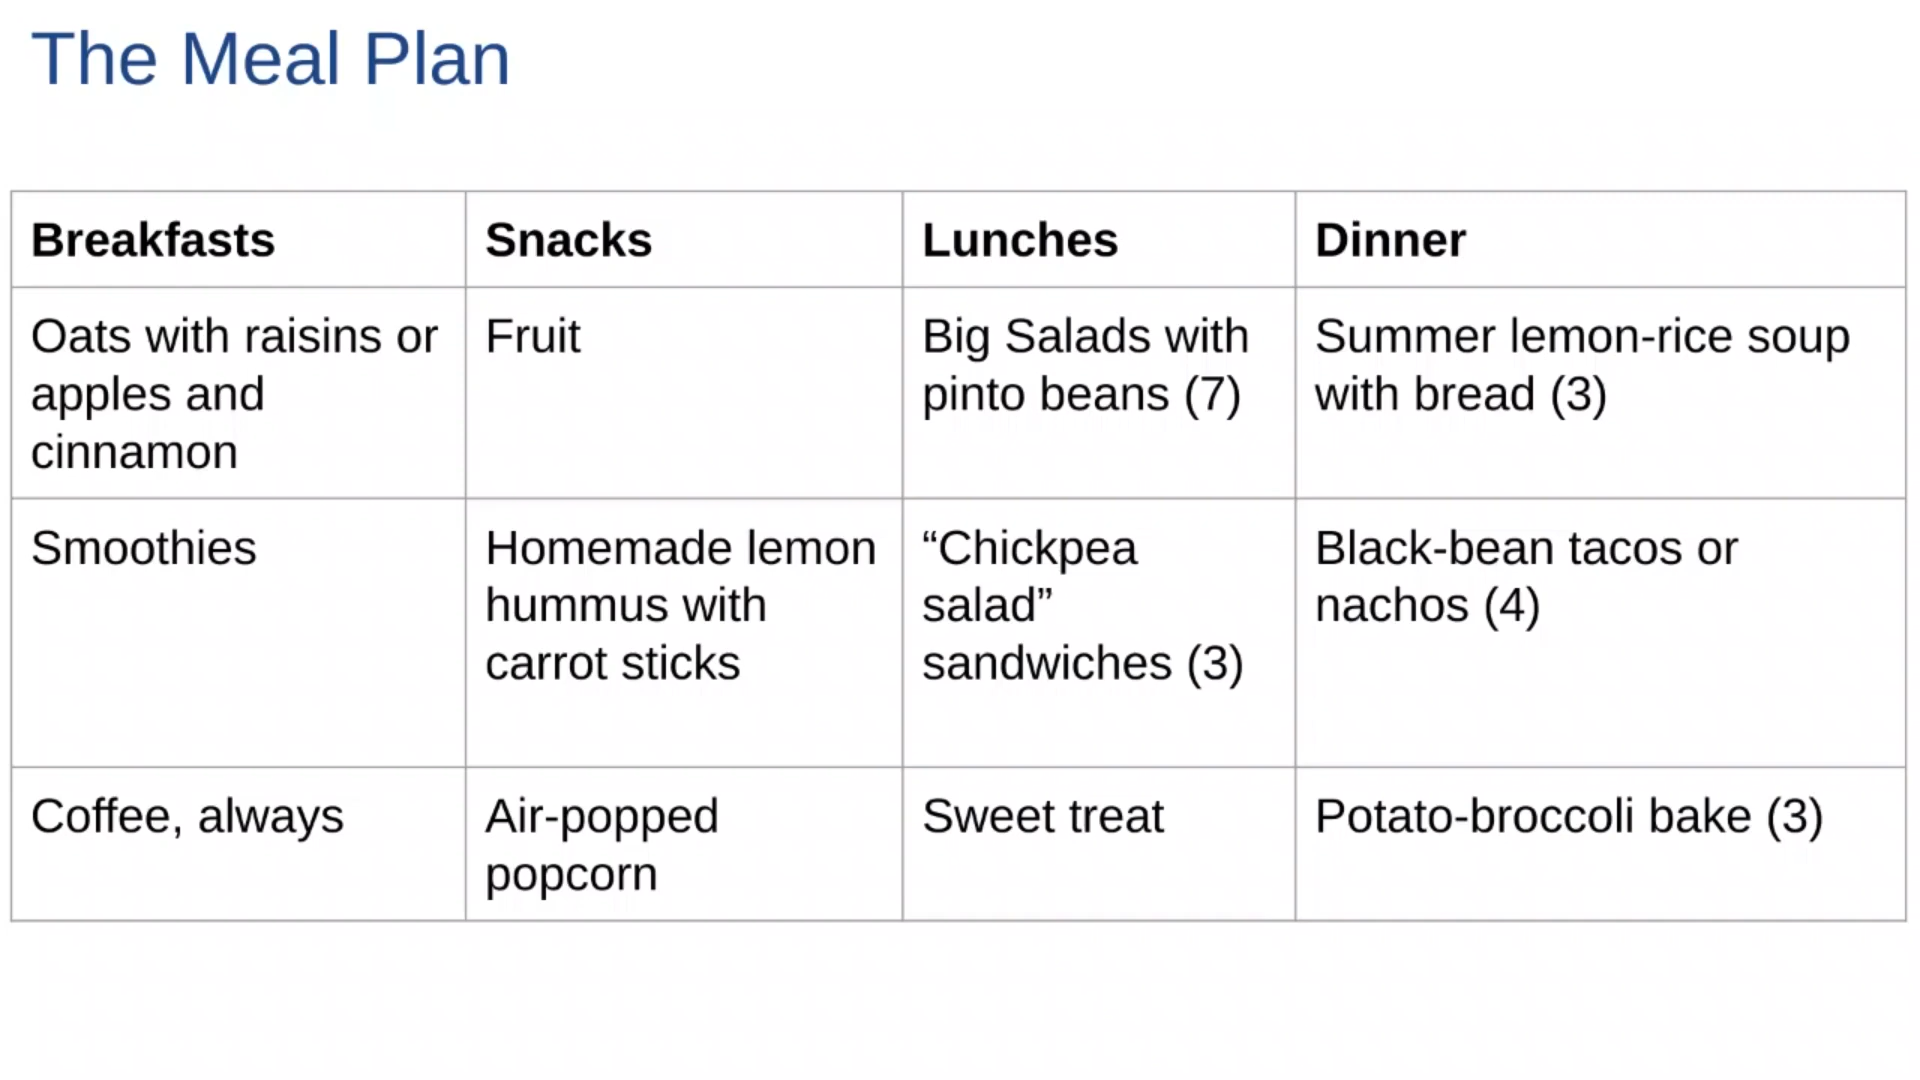 The Meal Plan
Breakfasts
Snacks
Lunches
Dinner
Oats with raisins or
apples and
cinnamon
Fruit
Big Salads with
pinto beans (7)
Summer lemon-rice soup
with bread (3)
Smoothies
Homemade lemon
hummus with
carrot sticks
“Chickpea
salad”
sandwiches (3)
Black-bean tacos or
nachos (4)
Coffee, always
Air-popped
popcorn
Sweet treat
Potato-broccoli bake (3)